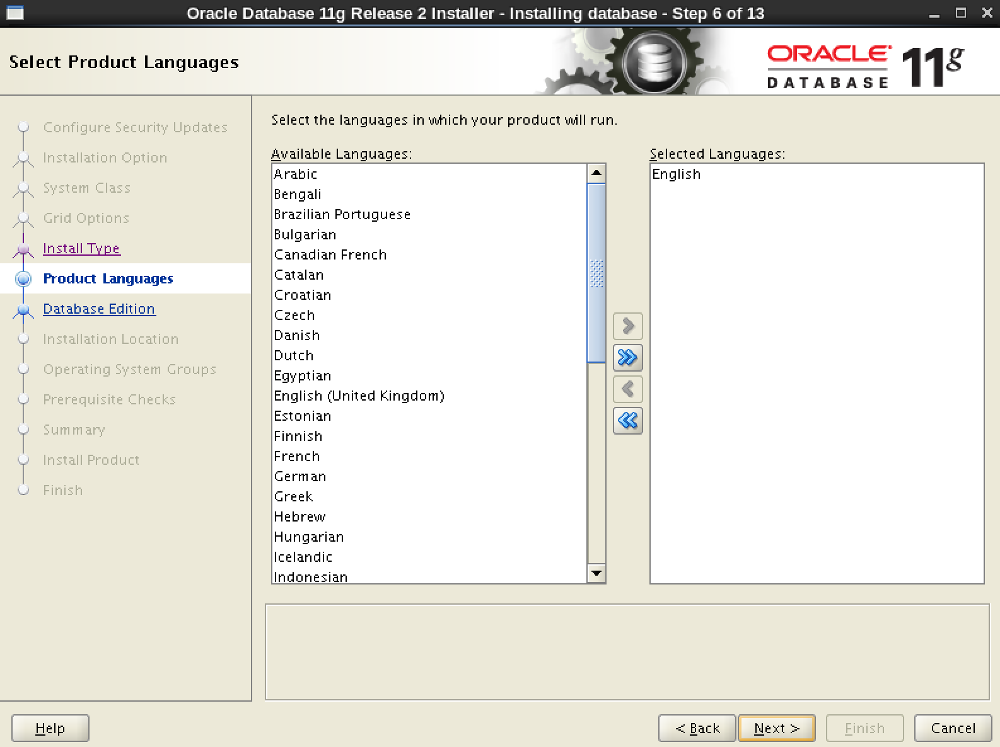 Oracle Database 11g Release 2 Installer - Installing database - Step 6 of 13
Select Product Languages
ORACLE
DATABASE
11g
Configure Security Updates
Installation Option
System Class
Grid Options
Install Type
Product Languages
Database Edition
Installation Location
Operating System Groups
Prerequisite Checks
Summary
Install Product
Finish
Select the languages in which your product will run.
Available Languages:
Arabic
Bengali
Brazilian Portuguese
Bulgarian
Canadian French
Catalan
Croatian
Czech
Danish
Dutch
Egyptian
English (United Kingdom)
Estonian
Finnish
French
German
Greek
Hebrew
Hungarian
Icelandic
Indonesian
Selected Languages:
English
Help
< Back
Next >
Finish
Cancel